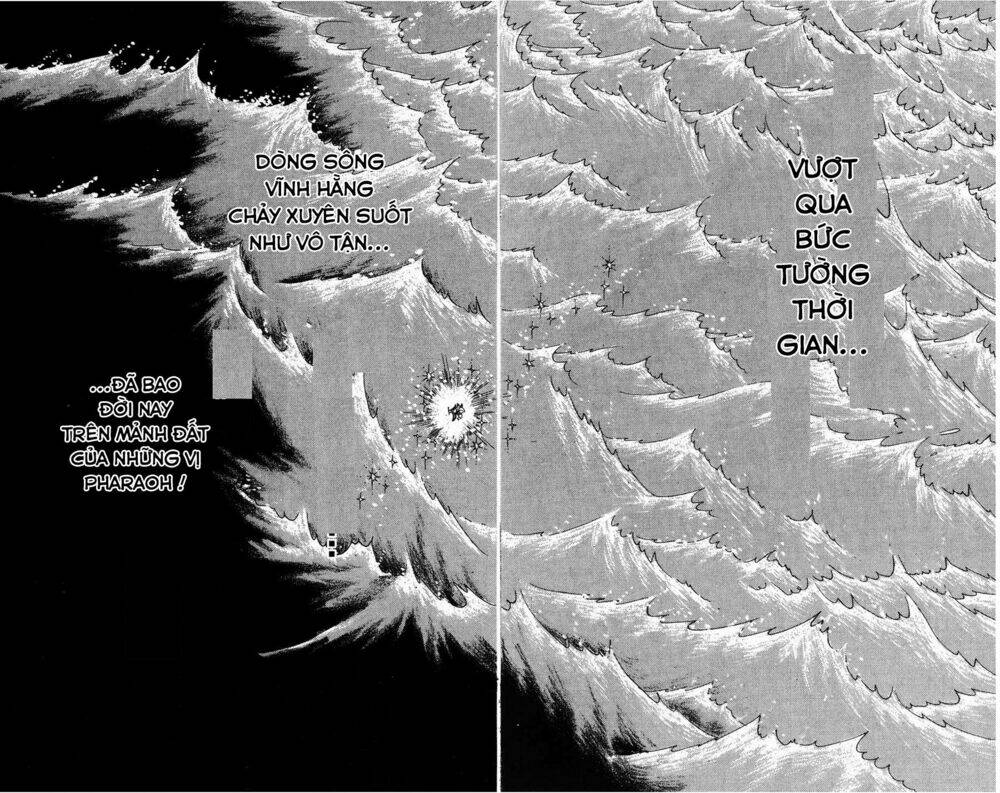 VƯỢT
QUA
BỨC
TƯỜNG
THỜI
GIAN...
DÒNG SÔNG
VĨNH HẰNG
CHẢY XUYÊN SUỐT
NHƯ VÔ TẬN...
...ĐÃ BAO
ĐỜI NAY
TRÊN MẢNH ĐẤT
CỦA NHỮNG VỊ
PHARAOH !